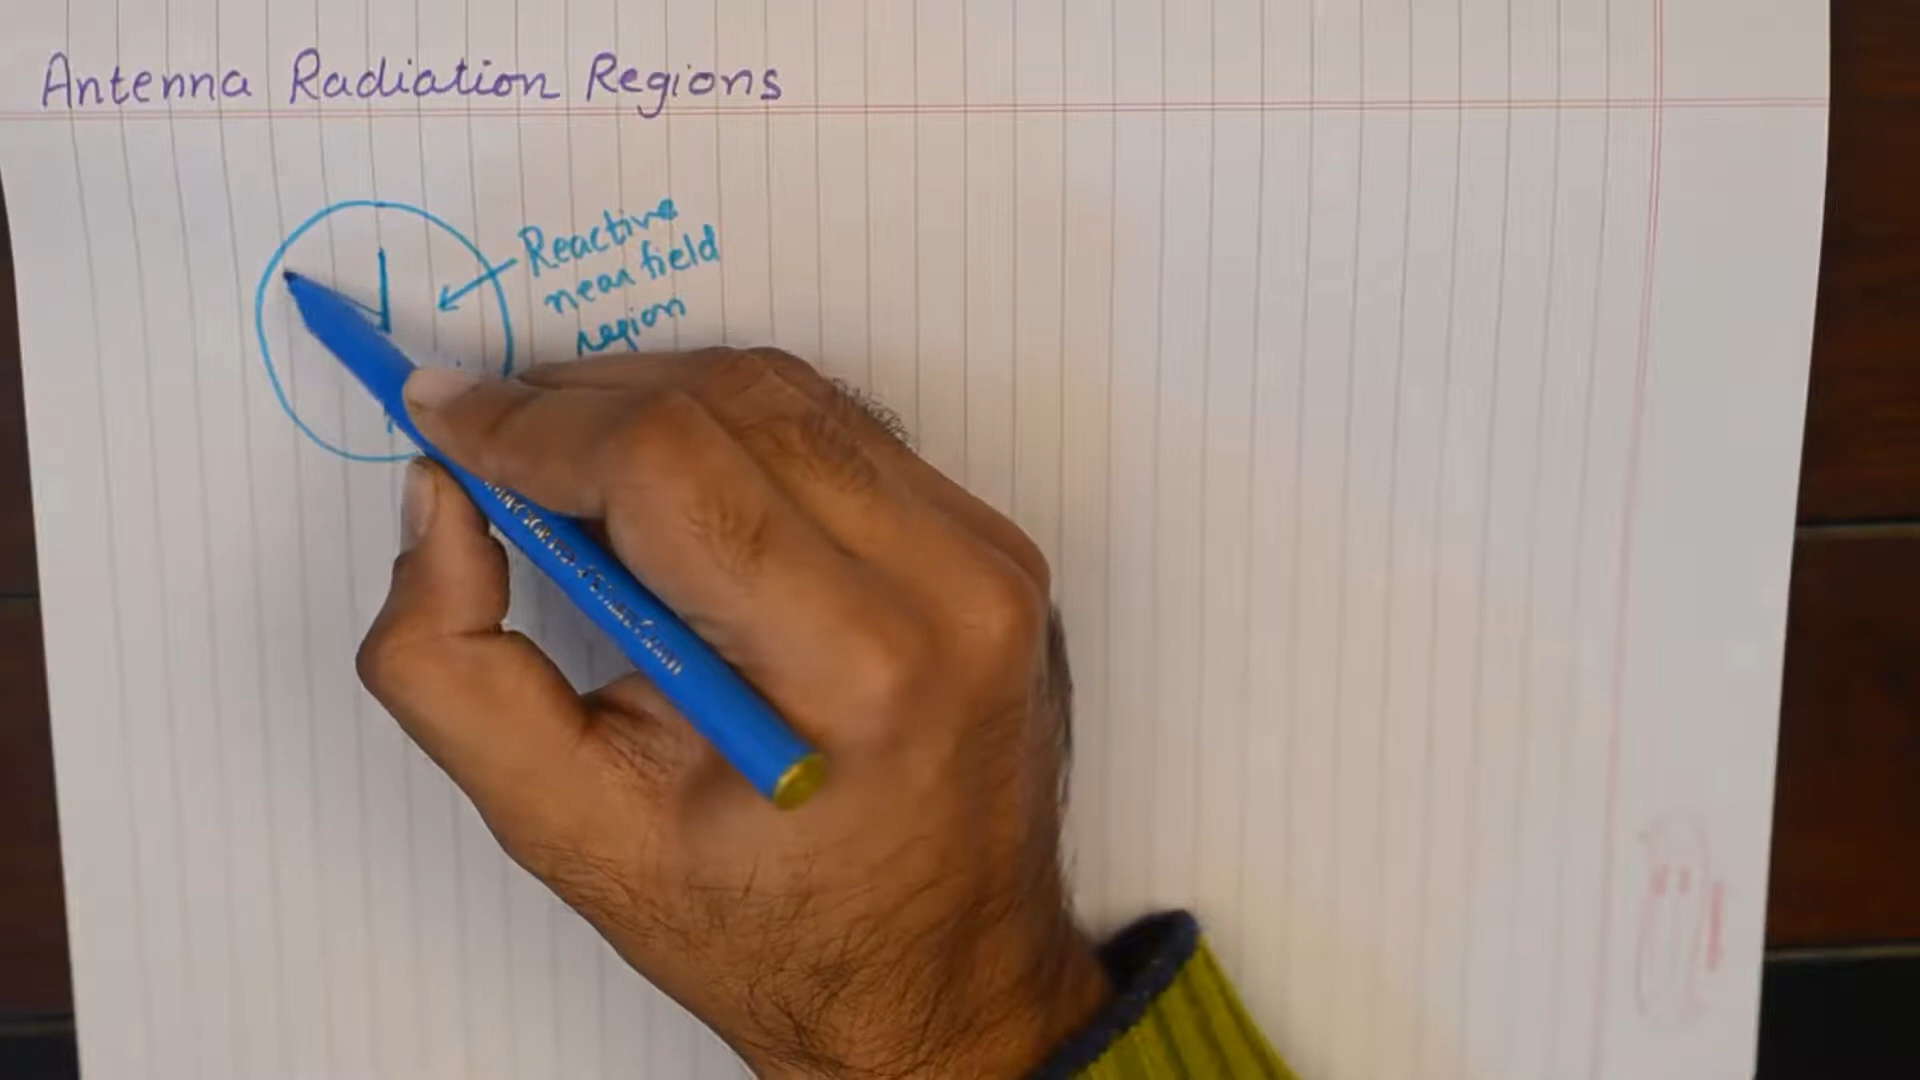 Antenna Radiation Regions
Reactive
near field
region